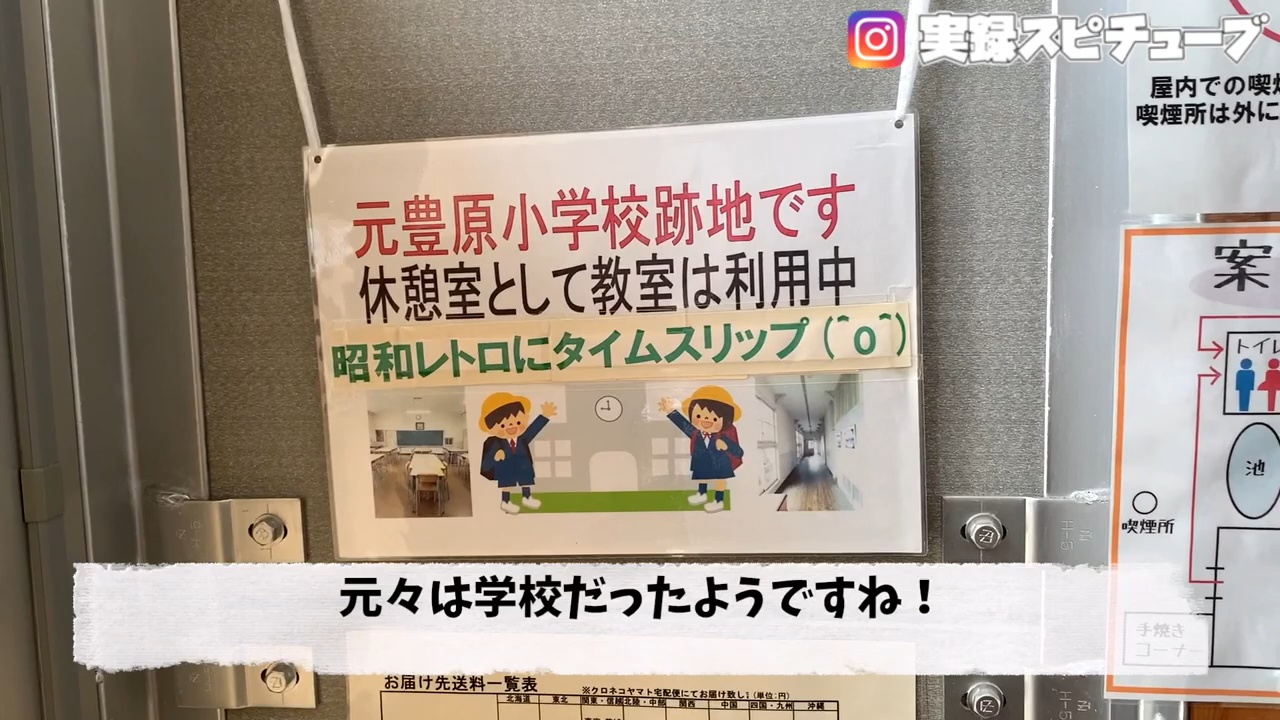 実録スピチューブ
屋内での喫
喫煙所は外に
元豊原小学校跡地です
休憩室として教室は利用中
昭和レトロにタイムスリップ(^o^)
案
トイレ
池
喫煙所
手焼き
コーナー
元々は学校だったようですね！
お届け先送料一覧表
※クロネコヤマト宅配便にてお届け致し
(単位:円)
北海道 東北 関東・信越 北陸・中部 関西 中国 四国・九州 沖縄